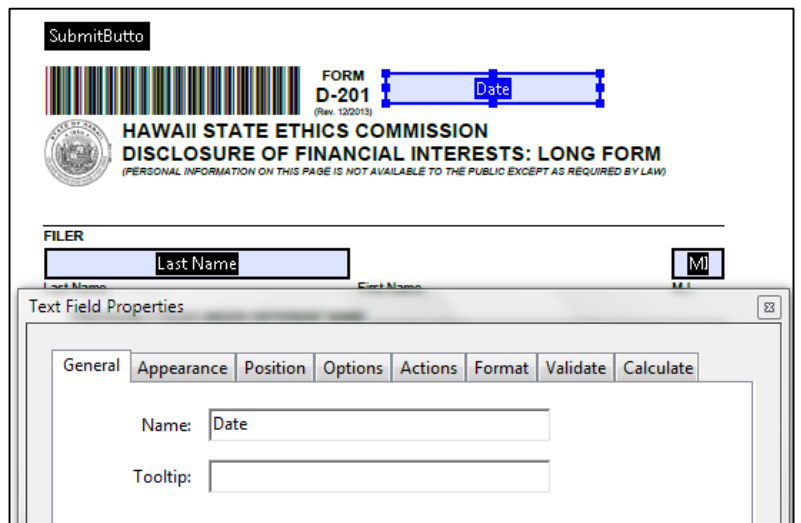 SubmitButto
FORM
D-201
(Rev. 12/2013)
Date
HAWAII STATE ETHICS COMMISSION
DISCLOSURE OF FINANCIAL INTERESTS: LONG FORM
(PERSONAL INFORMATION ON THIS PAGE IS NOT AVAILABLE TO THE PUBLIC EXCEPT AS REQUIRED BY LAW)
FILER
Last Name MI
Last Name First Name M.I.
Text Field Properties
General Appearance Position Options Actions Format Validate Calculate
Name: Date
Tooltip: